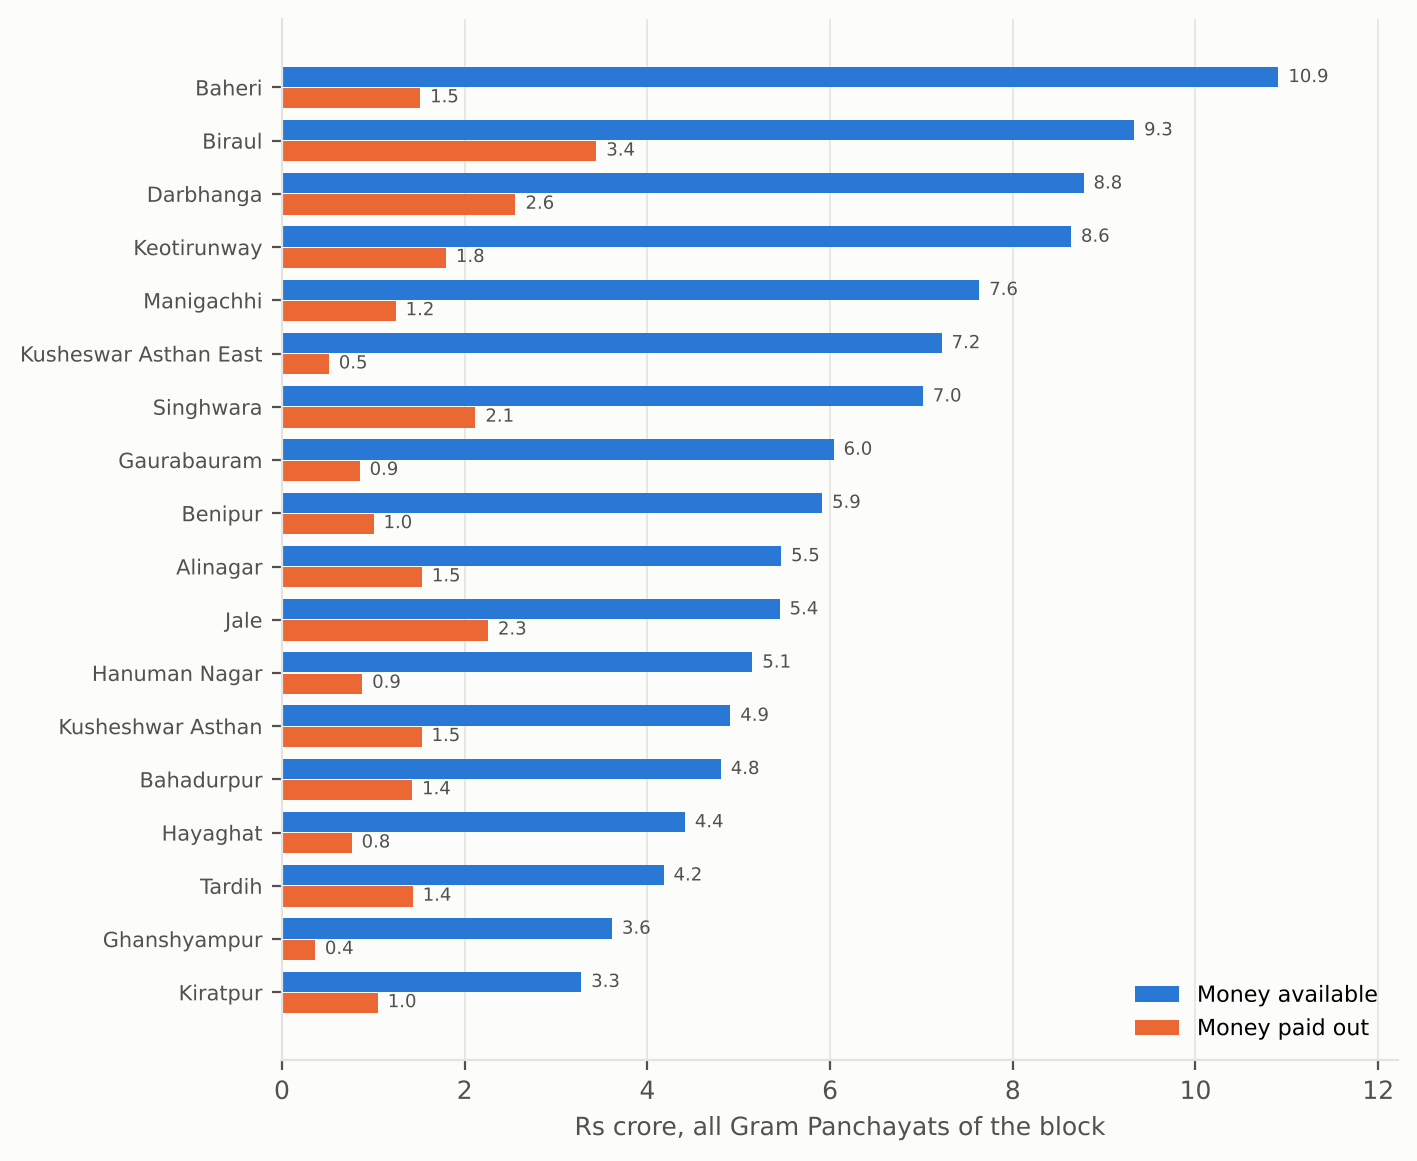 Baheri 10.9
1.5
Biraul 9.3
3.4
Darbhanga 8.8
2.6
Keotirunway 8.6
1.8
Manigachhi 7.6
1.2
Kusheswar Asthan East 7.2
0.5
Singhwara 7.0
2.1
Gaurabauram 6.0
0.9
Benipur 5.9
1.0
Alinagar 5.5
1.5
Jale 5.4
2.3
Hanuman Nagar 5.1
0.9
Kusheshwar Asthan 4.9
1.5
Bahadurpur 4.8
1.4
Hayaghat 4.4
0.8
Tardih 4.2
1.4
Ghanshyampur 3.6
0.4
Kiratpur 3.3
1.0
Money available
Money paid out
0 2 4 6 8 10 12
Rs crore, all Gram Panchayats of the block